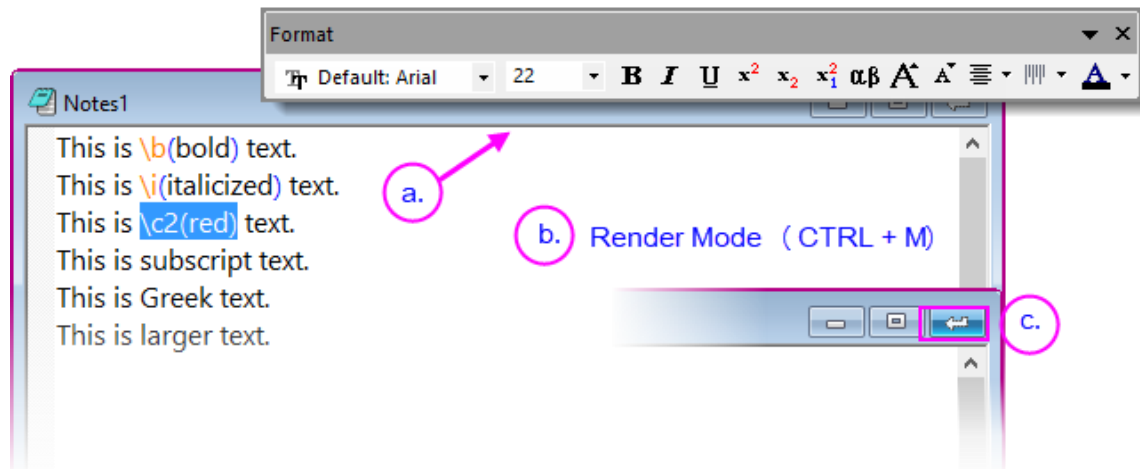 Format
Default: Arial 22 B I U x² x₂ x²₁ αβ A A A
Notes1
This is \b(bold) text.
This is \i(italicized) text.
a.
This is \c2(red) text.
b. Render Mode ( CTRL + M)
This is subscript text.
This is Greek text.
c.
This is larger text.